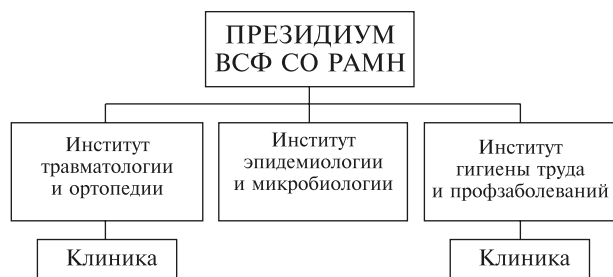 ПРЕЗИДИУМ
ВСФ СО РАМН
Институт
травматологии
и ортопедии
Институт
эпидемиологии
и микробиологии
Институт
гигиены труда
и профзаболеваний
Клиника
Клиника